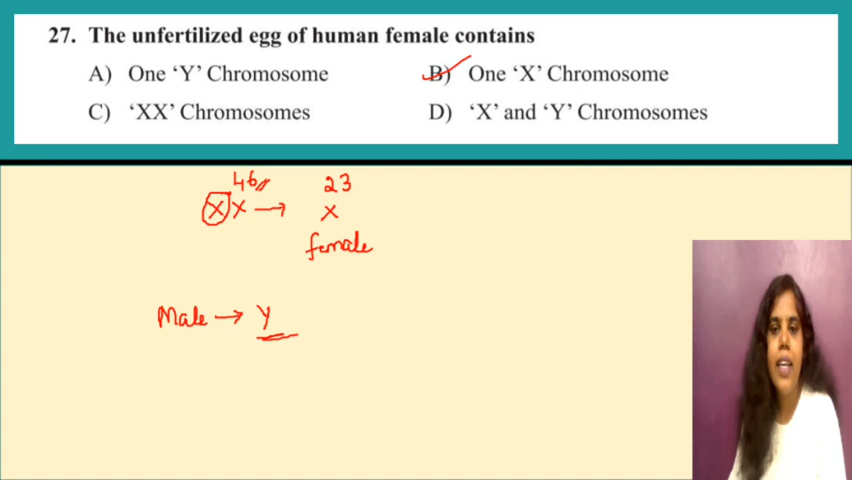 27. The unfertilized egg of human female contains
A) One ‘Y’ Chromosome B) One ‘X’ Chromosome
C) ‘XX’ Chromosomes D) ‘X’ and ‘Y’ Chromosomes
46 23
X X → X
female
Male → Y